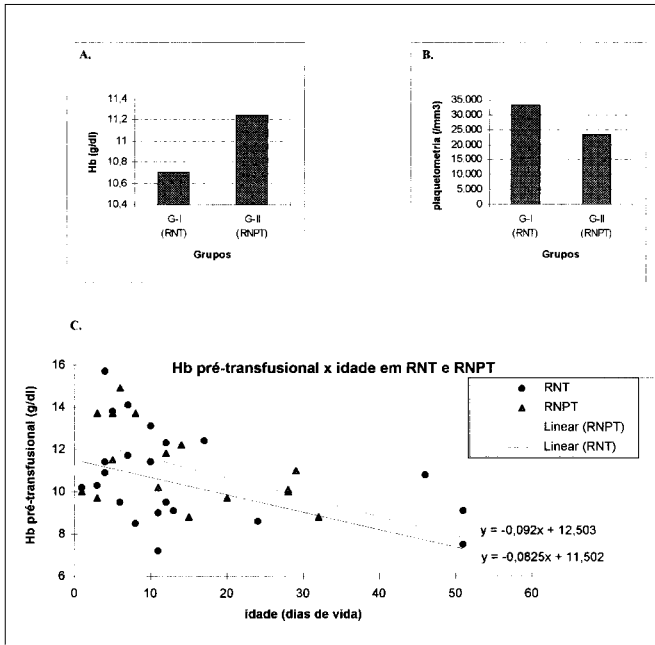 A.
Hb (g/dl)
11,4
11,2
11
10,8
10,6
10,4
G-I
(RNT)
G-II
(RNPT)
Grupos
B.
plaquetometria (/mm3)
35.000
30.000
25.000
20.000
15.000
10.000
5.000
0
G-I
(RNT)
G-II
(RNPT)
Grupos
C.
Hb pré-transfusional x idade em RNT e RNPT
Hb pré-transfusional (g/dl)
16
14
12
10
8
6
0
10
20
30
40
50
60
idade (dias de vida)
RNT
RNPT
Linear (RNPT)
Linear (RNT)
y = -0,092x + 12,503
y = -0,0825x + 11,502